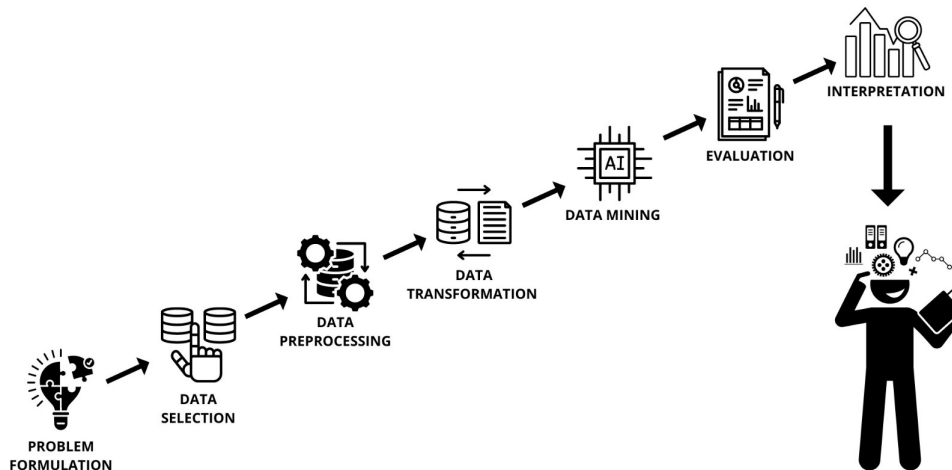 PROBLEM
FORMULATION
DATA
SELECTION
DATA
PREPROCESSING
DATA
TRANSFORMATION
AI
DATA MINING
EVALUATION
INTERPRETATION